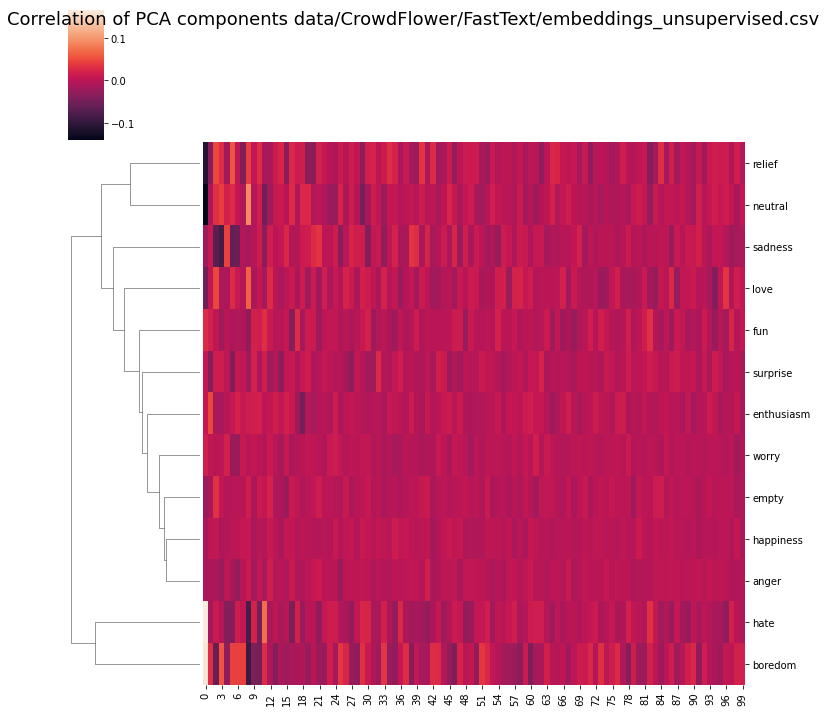 Correlation of PCA components data/CrowdFlower/FastText/embeddings_unsupervised.csv
0.1
0.0
−0.1
relief
neutral
sadness
love
fun
surprise
enthusiasm
worry
empty
happiness
anger
hate
boredom
0 3 6 9 12 15 18 21 24 27 30 33 36 39 42 45 48 51 54 57 60 63 66 69 72 75 78 81 84 87 90 93 96 99